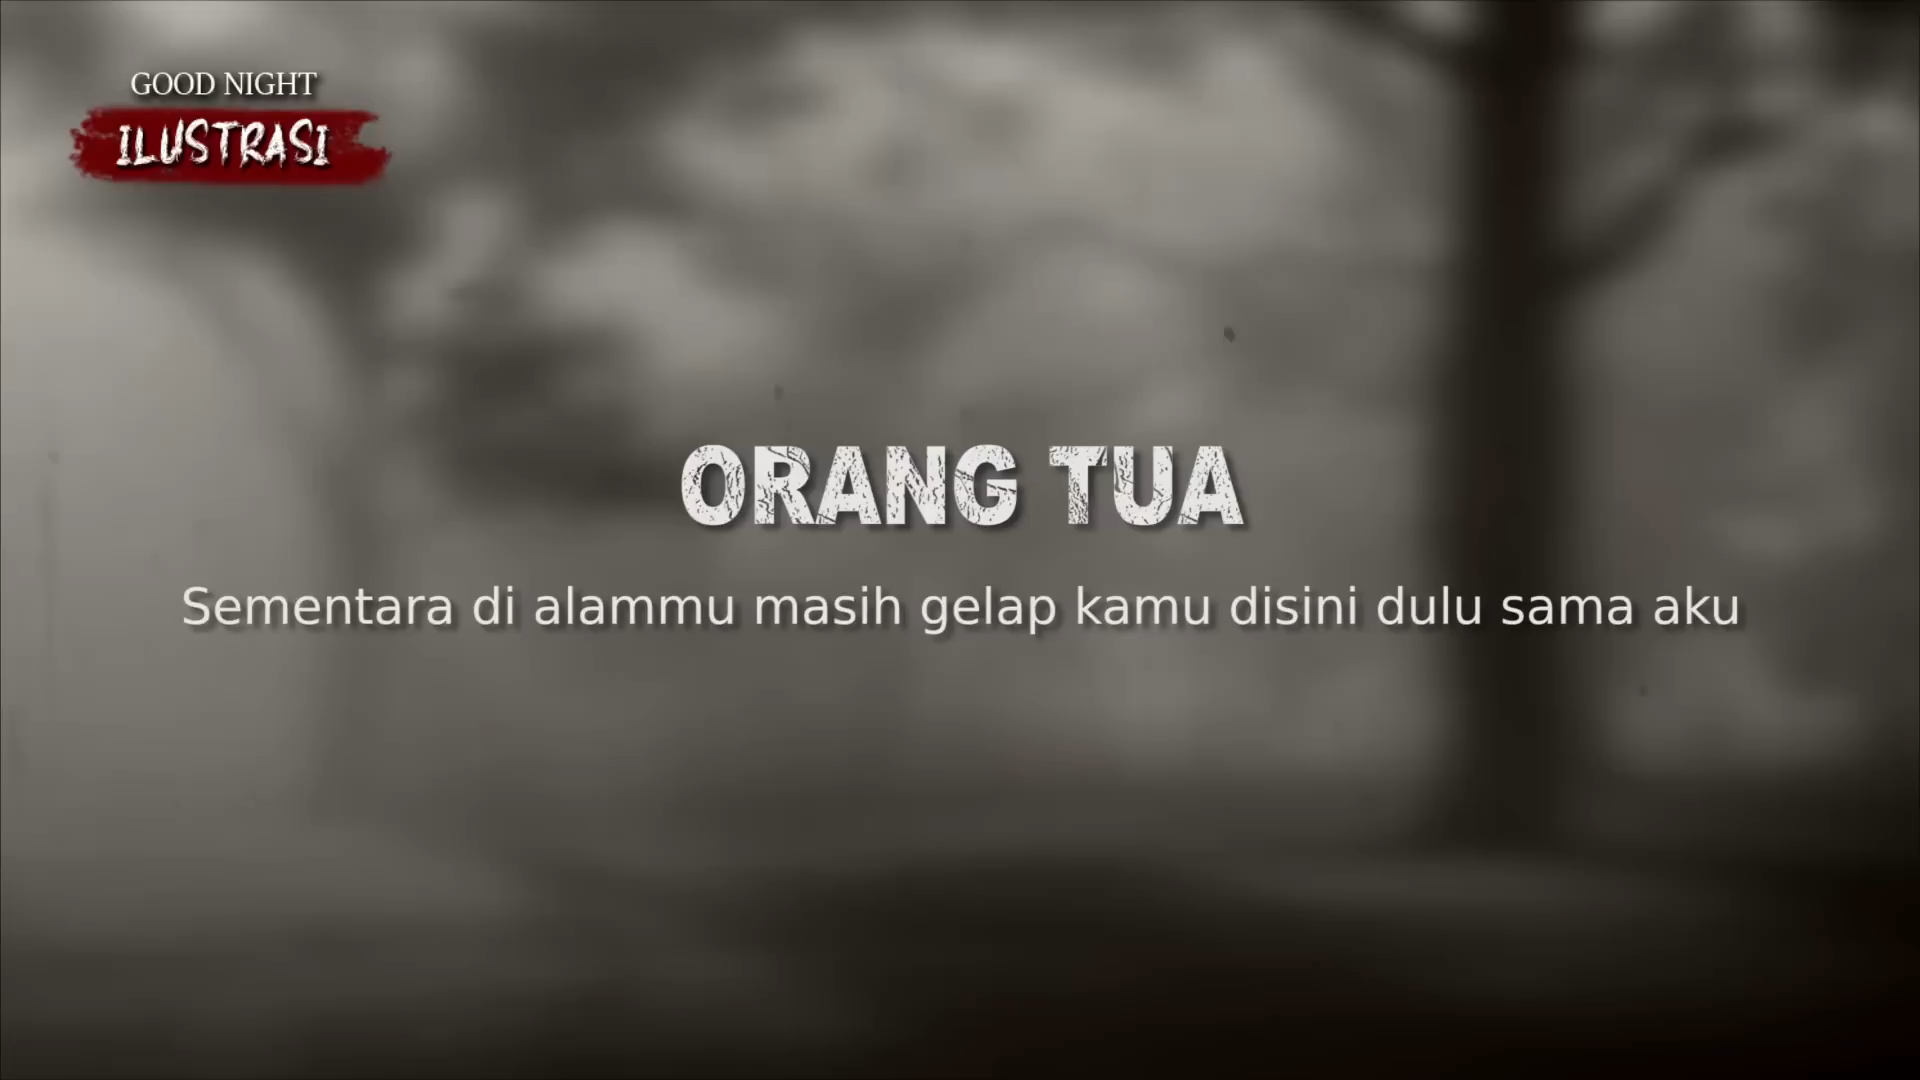 GOOD NIGHT
ILUSTRASI
ORANG TUA
Sementara di alammu masih gelap kamu disini dulu sama aku